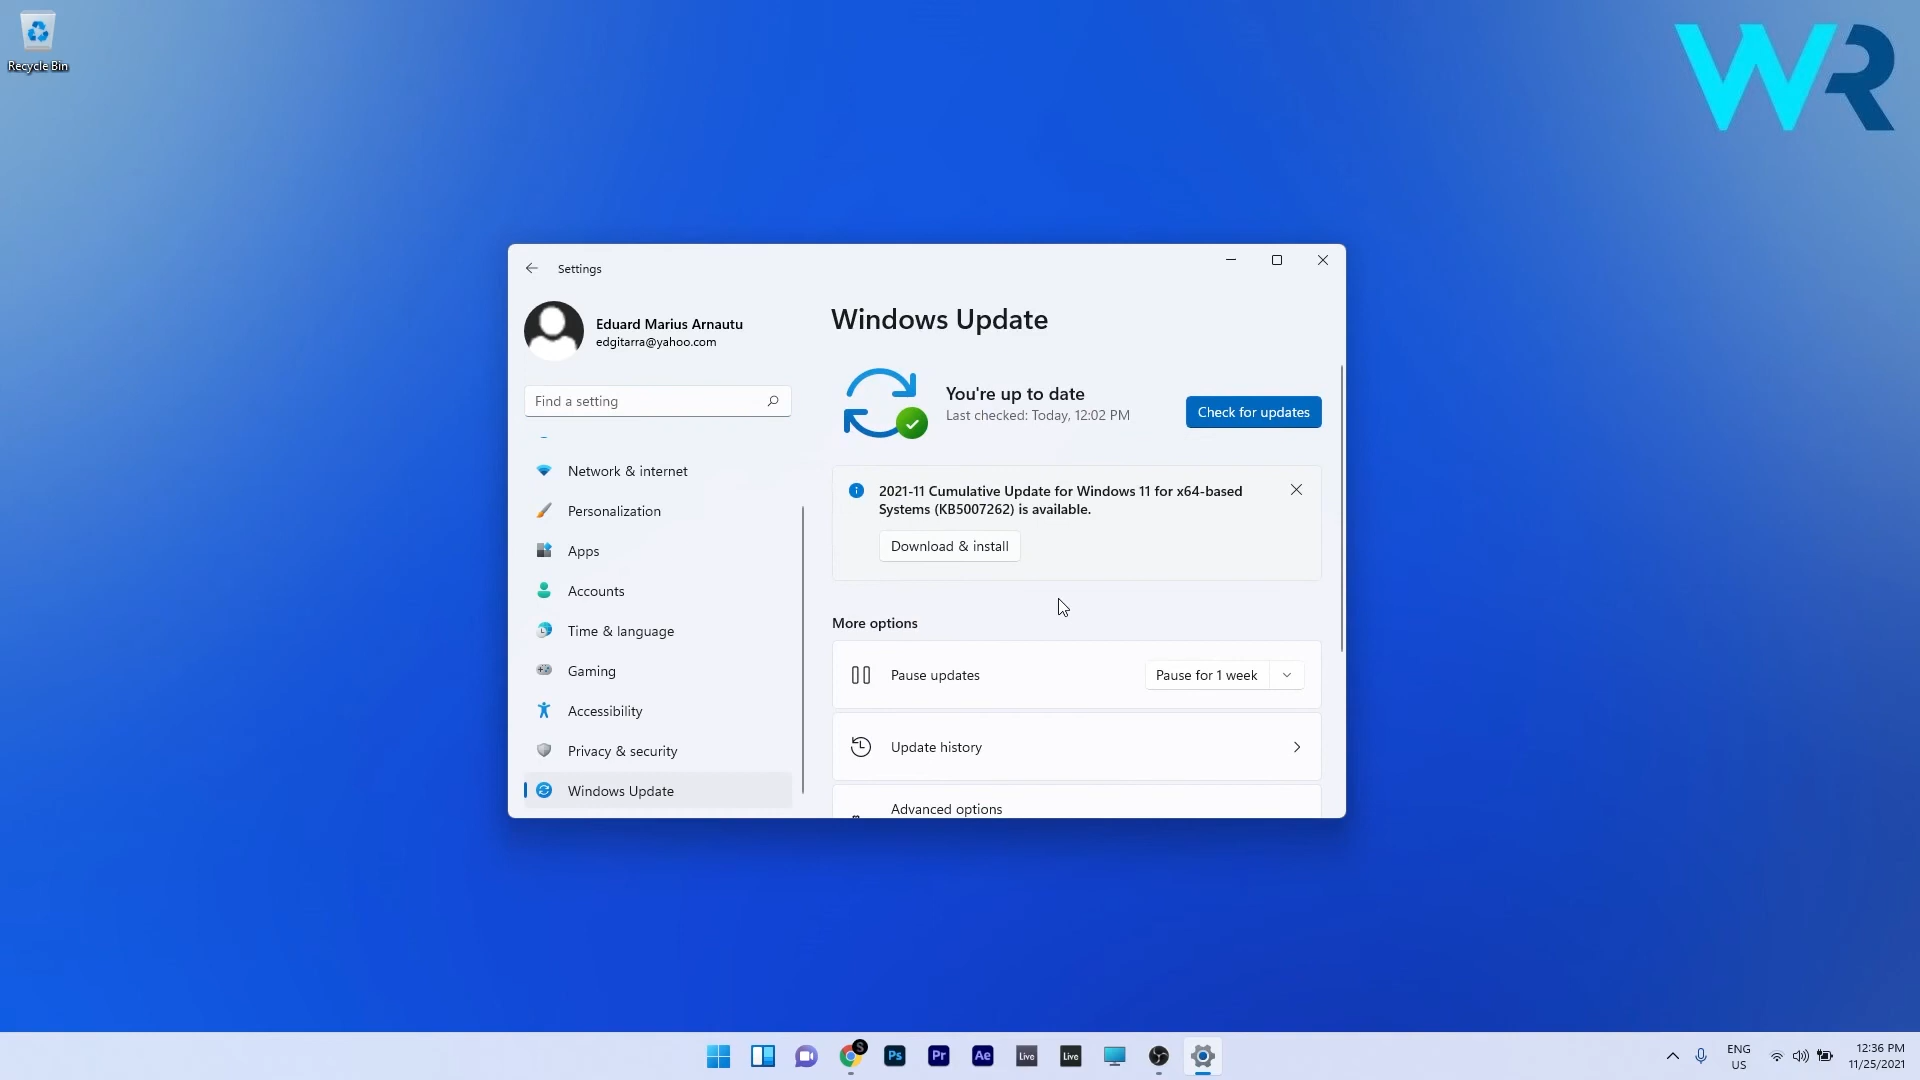 Recycle Bin
WR
Settings
Eduard Marius Arnautu
edgitarra@yahoo.com
Find a setting
Network & internet
Personalization
Apps
Accounts
Time & language
Gaming
Accessibility
Privacy & security
Windows Update
Windows Update
You're up to date
Last checked: Today, 12:02 PM
Check for updates
2021-11 Cumulative Update for Windows 11 for x64-based
Systems (KB5007262) is available.
Download & install
More options
Pause updates
Pause for 1 week
Update history
Advanced options
S
Ps
Pr
Ae
Live
Live
ENG
US
12:36 PM
11/25/2021